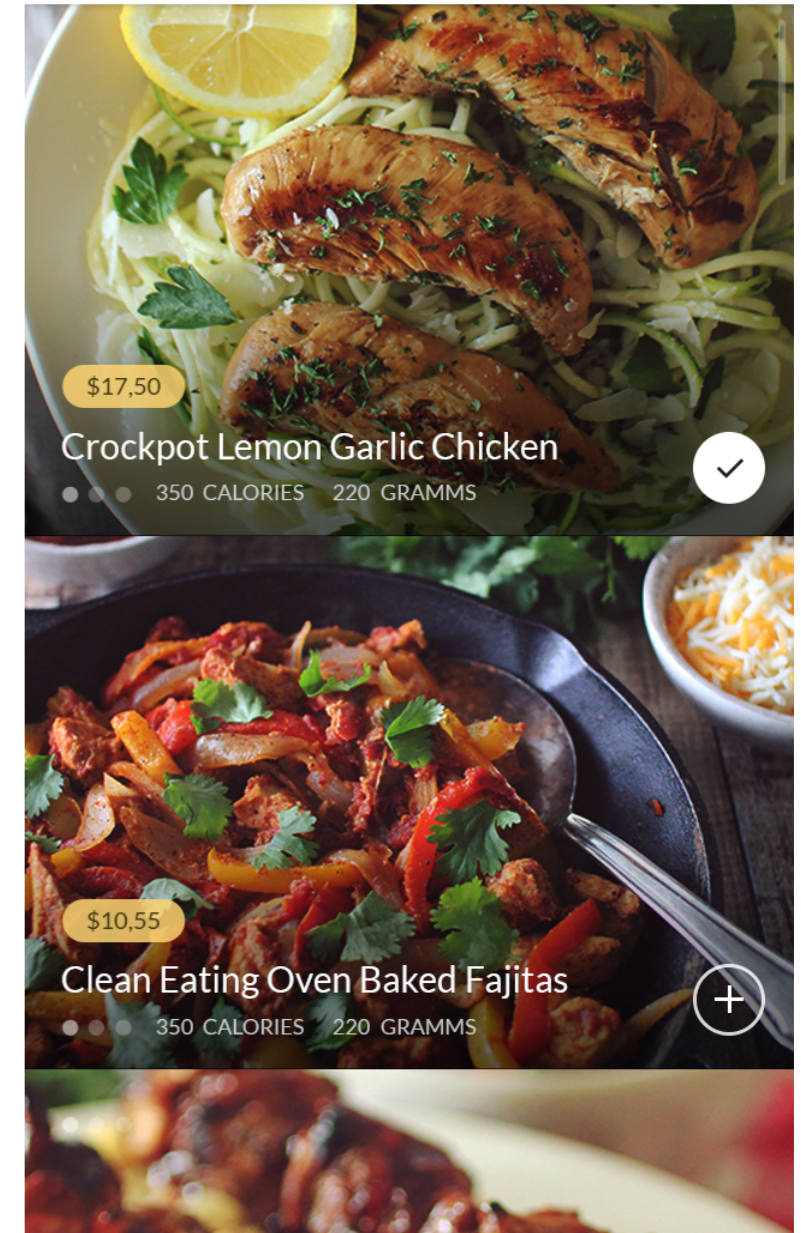 $17,50
Crockpot Lemon Garlic Chicken
350 CALORIES 220 GRAMMS
$10,55
Clean Eating Oven Baked Fajitas
350 CALORIES 220 GRAMMS